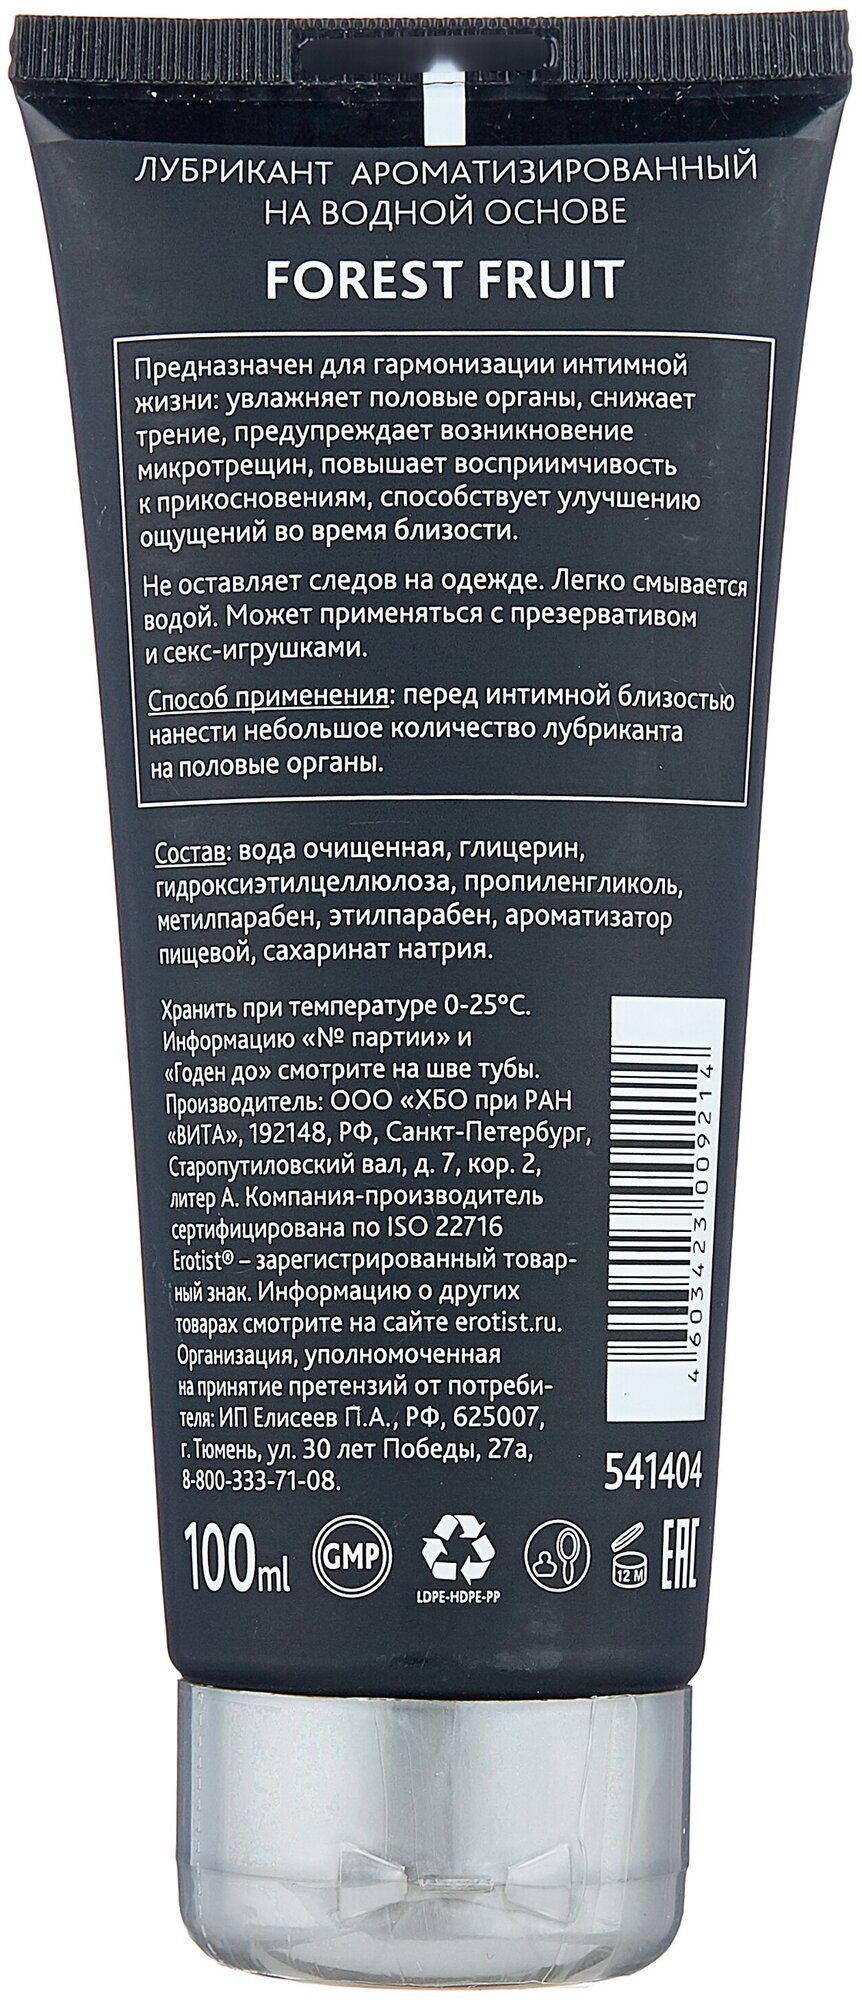 ЛУБРИКАНТ АРОМАТИЗИРОВАННЫЙ
НА ВОДНОЙ ОСНОВЕ
FOREST FRUIT
Предназначен для гармонизации интимной
жизни: увлажняет половые органы, снижает
трение, предупреждает возникновение
микротрещин, повышает восприимчивость
к прикосновениям, способствует улучшению
ощущений во время близости.
Не оставляет следов на одежде. Легко смывается
водой. Может применяться с презервативом
и секс-игрушками.
Способ применения: перед интимной близостью
нанести небольшое количество лубриканта
на половые органы.
Состав: вода очищенная, глицерин,
гидроксиэтилцеллюлоза, пропиленгликоль,
метилпарабен, этилпарабен, ароматизатор
пищевой, сахаринат натрия.
Хранить при температуре 0-25°C.
Информацию «№ партии» и
«Годен до» смотрите на шве тубы.
Производитель: ООО «ХБО при РАН
«ВИТА», 192148, РФ, Санкт-Петербург,
Старопутиловский вал, д. 7, кор. 2,
литер А. Компания-производитель
сертифицирована по ISO 22716
Erotist® – зарегистрированный товар-
ный знак. Информацию о других
товарах смотрите на сайте erotist.ru.
Организация, уполномоченная
на принятие претензий от потреби-
теля: ИП Елисеев П.А., РФ, 625007,
г. Тюмень, ул. 30 лет Победы, 27а,
8-800-333-71-08.
4 603423 009214
541404
100ml
GMP
LDPE-HDPE-PP
12 M
EAC